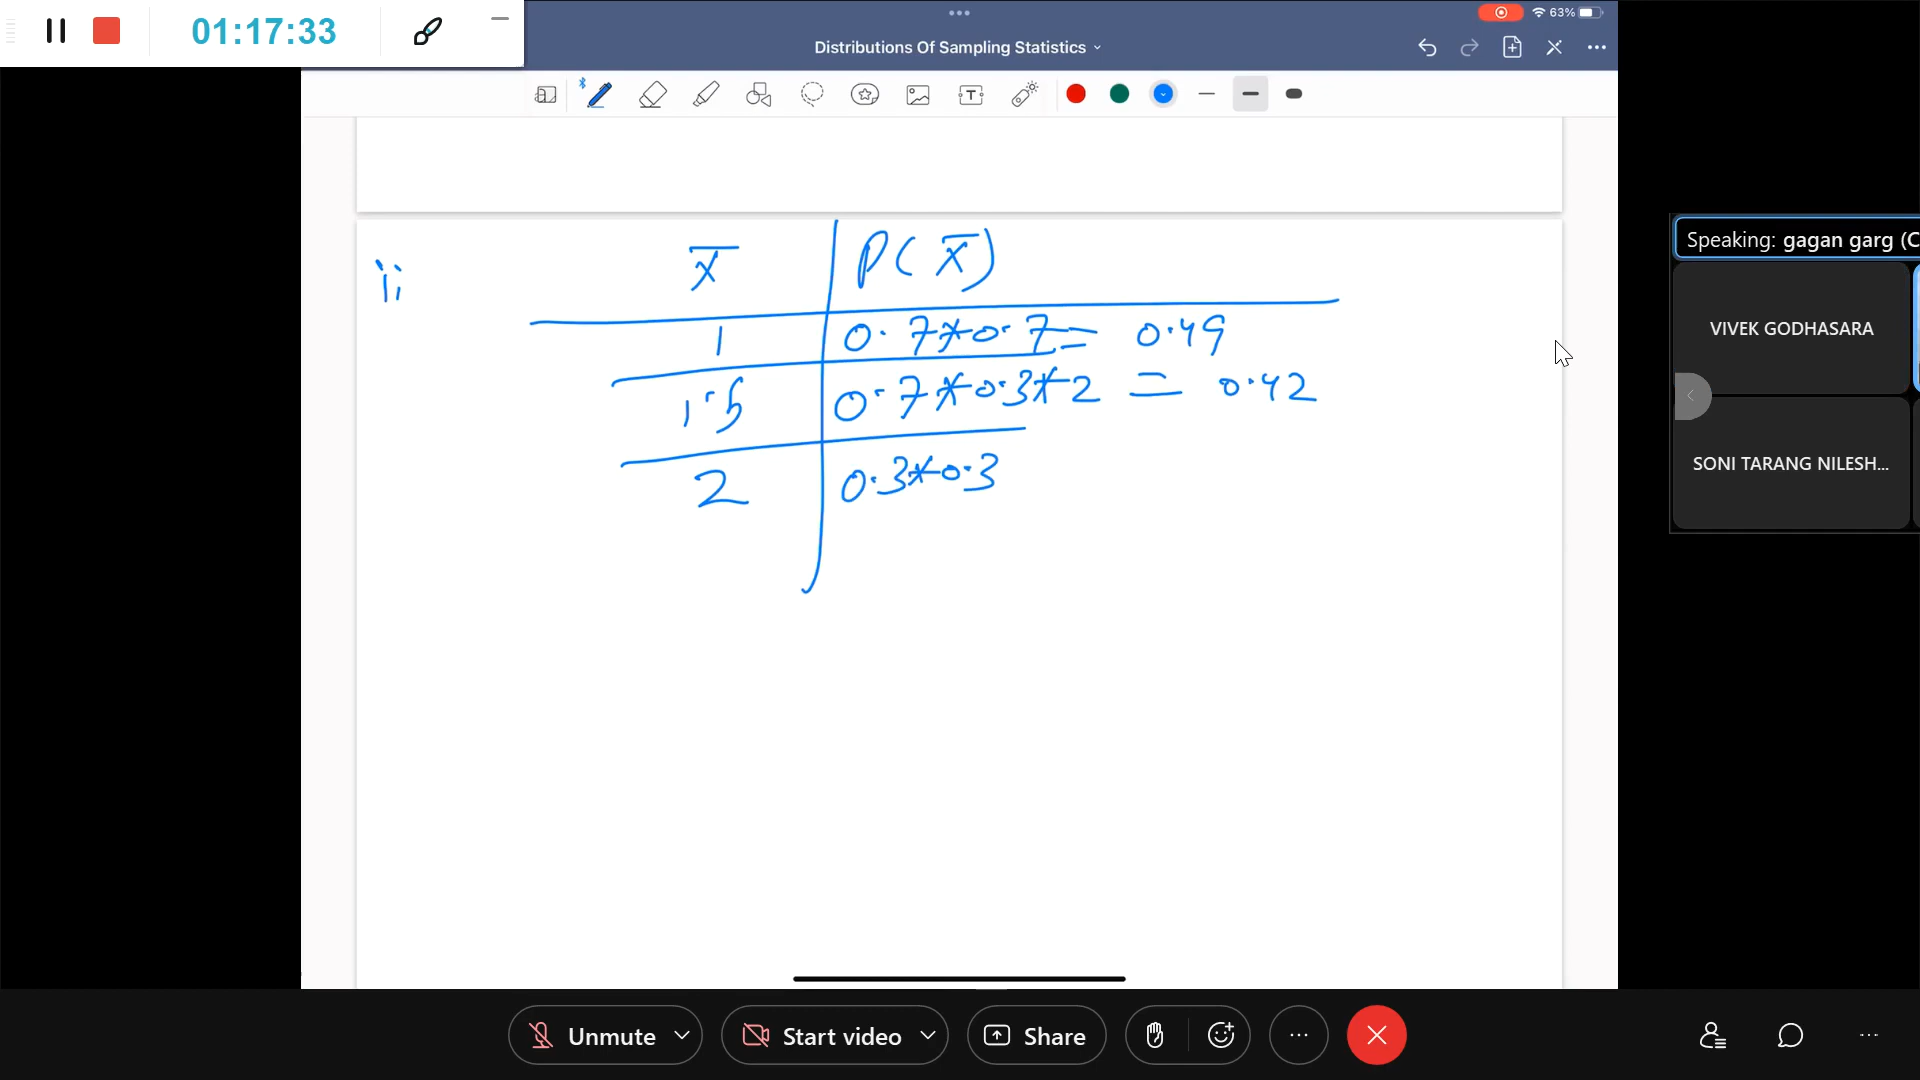 01:17:33
63%
Distributions Of Sampling Statistics
Speaking: gagan garg (C
VIVEK GODHASARA
SONI TARANG NILESH...
ii
x̄ P(x̄)
1 0.7*0.7= 0.49
1.5 0.7*0.3*2 = 0.42
2 0.3*0.3
Unmute
Start video
Share